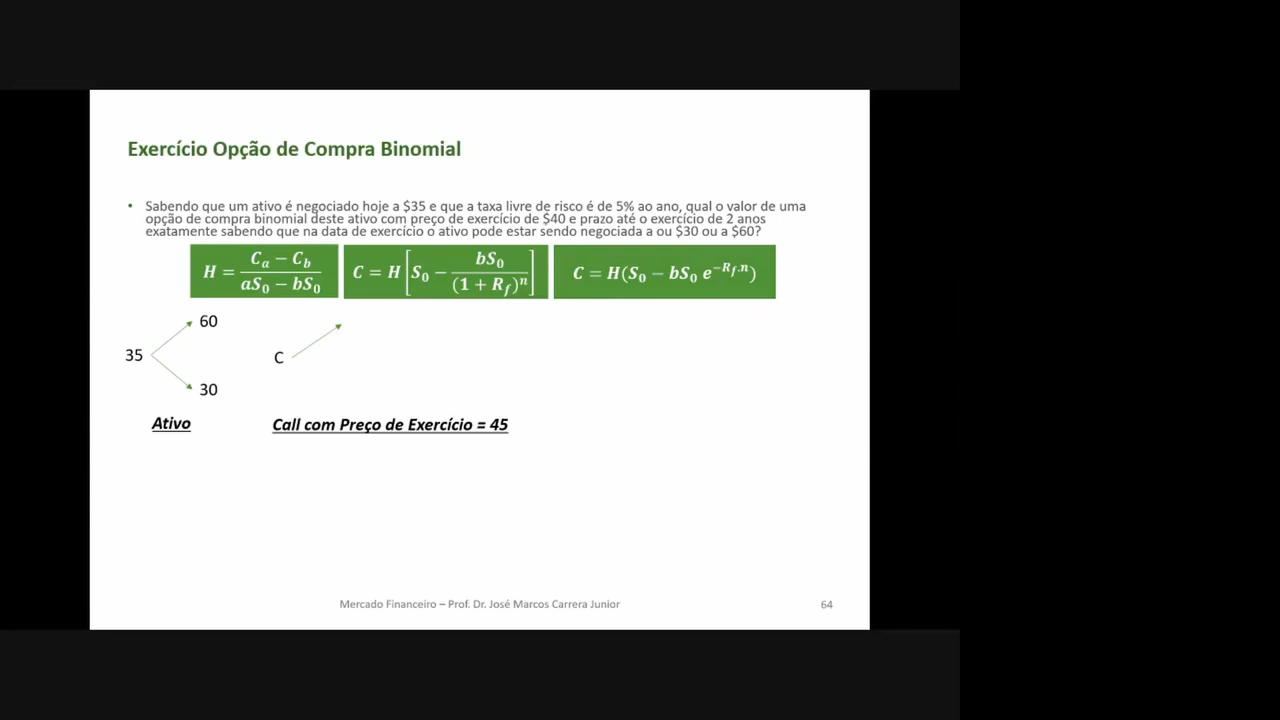 Exercício Opção de Compra Binomial
• Sabendo que um ativo é negociado hoje a $35 e que a taxa livre de risco é de 5% ao ano, qual o valor de uma
opção de compra binomial deste ativo com preço de exercício de $40 e prazo até o exercício de 2 anos
exatamente sabendo que na data de exercício o ativo pode estar sendo negociada a ou $30 ou a $60?
H = (Cₐ − C_b) / (aS₀ − bS₀)
C = H[S₀ − bS₀ / (1 + R_f)ⁿ]
C = H(S₀ − bS₀ e^(−R_f.n))
60
35
C
30
Ativo
Call com Preço de Exercício = 45
Mercado Financeiro – Prof. Dr. José Marcos Carrera Junior
64